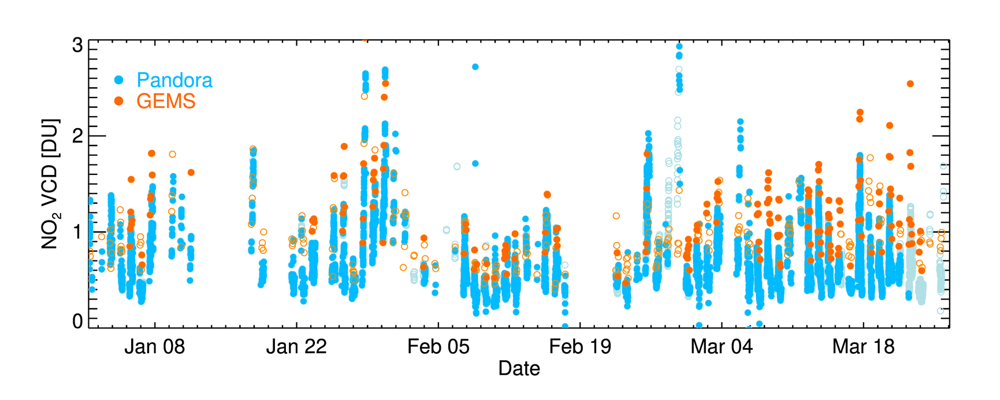 3
2
1
0
NO2 VCD [DU]
Pandora
GEMS
Jan 08 Jan 22 Feb 05 Feb 19 Mar 04 Mar 18
Date